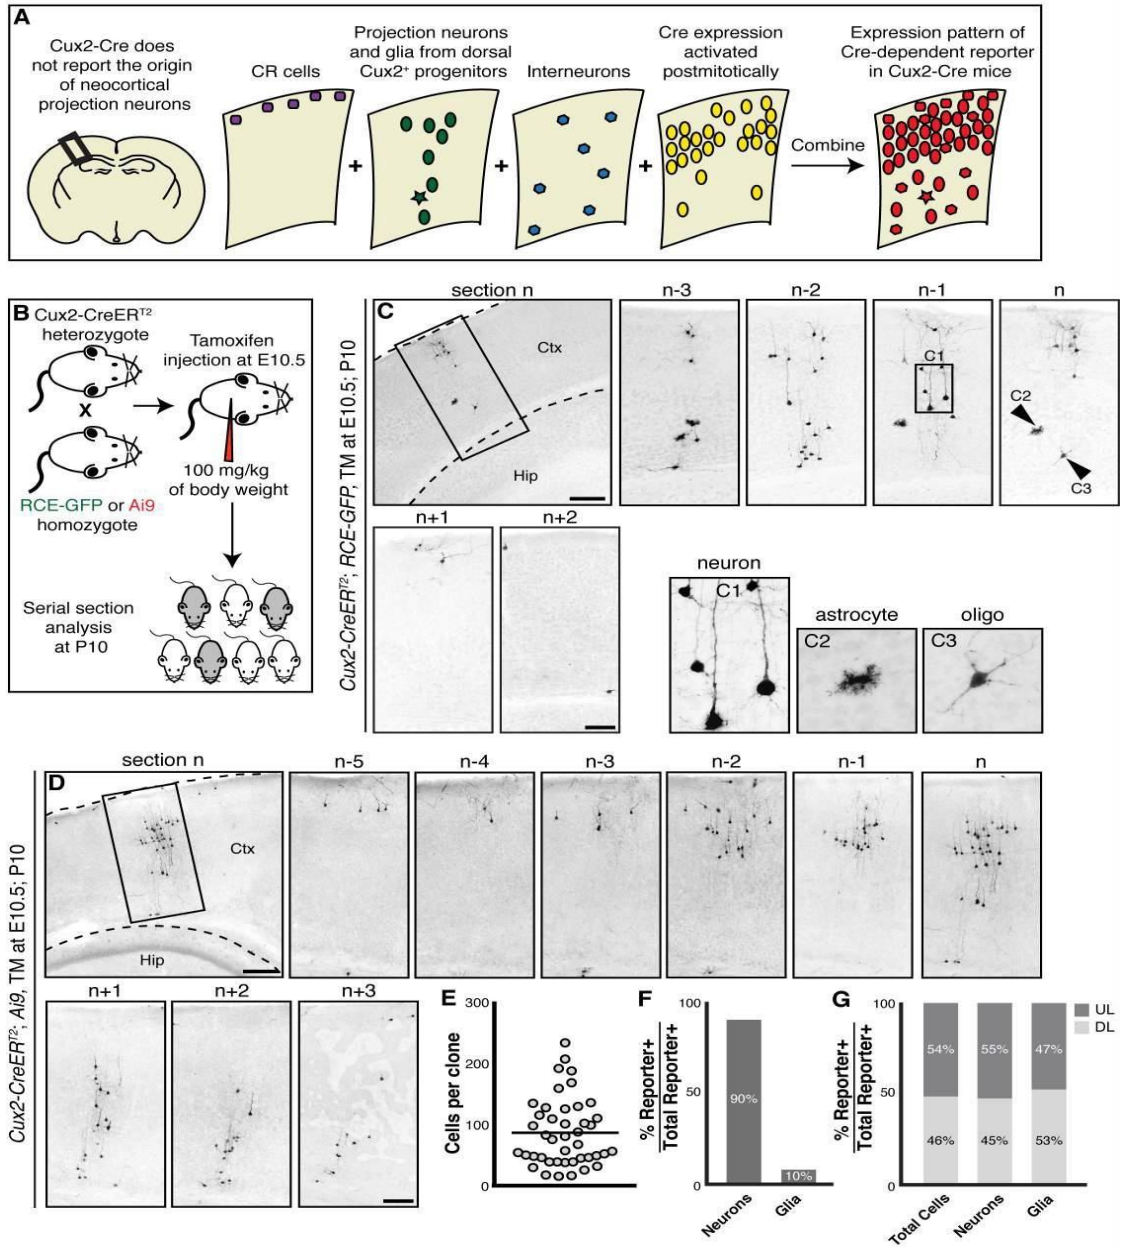 A
Cux2-Cre does
not report the origin
of neocortical
projection neurons
CR cells
Projection neurons
and glia from dorsal
Cux2+ progenitors
Interneurons
Cre expression
activated
postmitotically
Expression pattern of
Cre-dependent reporter
in Cux2-Cre mice
+
+
+
Combine
B
Cux2-CreERT2
heterozygote
X
Tamoxifen
injection at E10.5
100 mg/kg
of body weight
RCE-GFP or Ai9
homozygote
Serial section
analysis
at P10
Cux2-CreERT2; RCE-GFP, TM at E10.5; P10
C
section n
n-3
n-2
n-1
n
Ctx
Hip
C1
C2
C3
n+1
n+2
neuron
C1
astrocyte
C2
oligo
C3
Cux2-CreERT2; Ai9, TM at E10.5; P10
D
section n
n-5
n-4
n-3
n-2
n-1
n
Ctx
Hip
n+1
n+2
n+3
E
Cells per clone
300
200
100
0
F
% Reporter+
Total Reporter+
100
50
0
90%
10%
Neurons
Glia
G
% Reporter+
Total Reporter+
100
50
0
54%
55%
47%
46%
45%
53%
UL
DL
Total Cells
Neurons
Glia